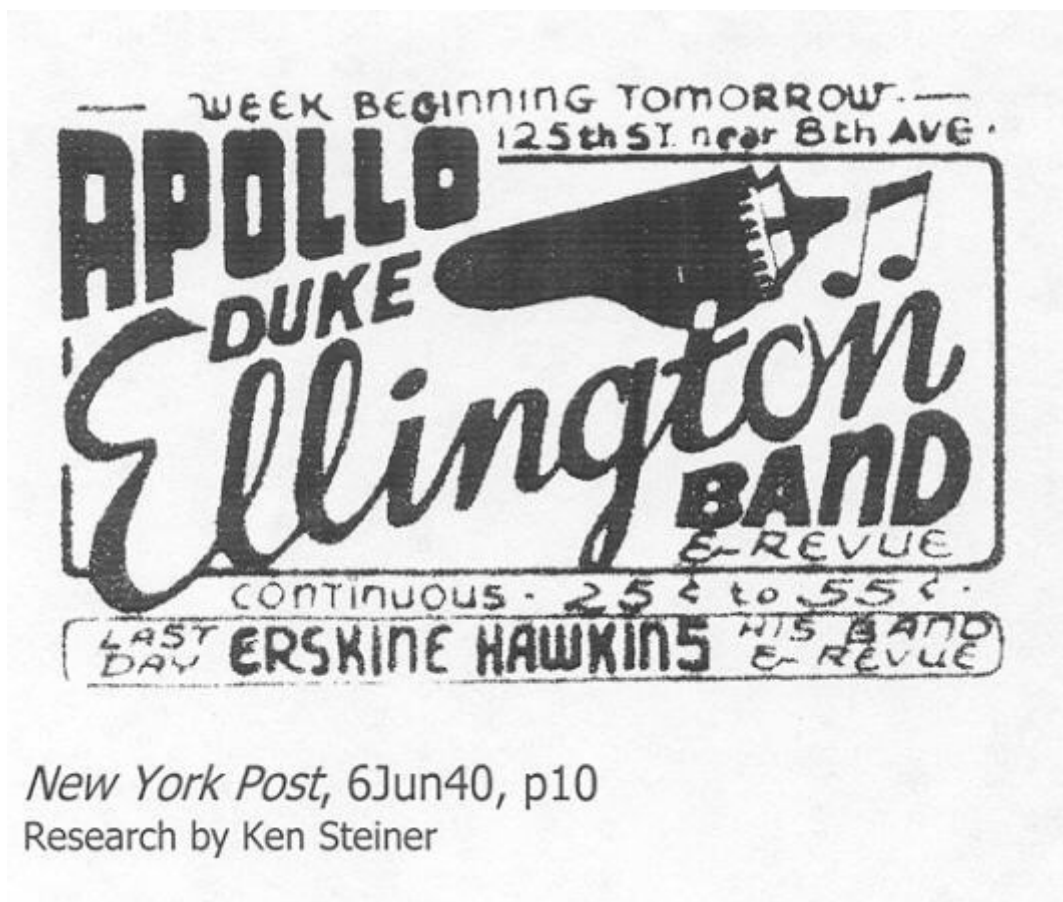 WEEK BEGINNING TOMORROW.
125th ST. near 8th AVE.
APOLLO
DUKE
Ellington
BAND
& REVUE
CONTINUOUS. 25¢ to 55¢.
LAST DAY ERSKINE HAWKINS HIS BAND & REVUE
New York Post, 6Jun40, p10
Research by Ken Steiner